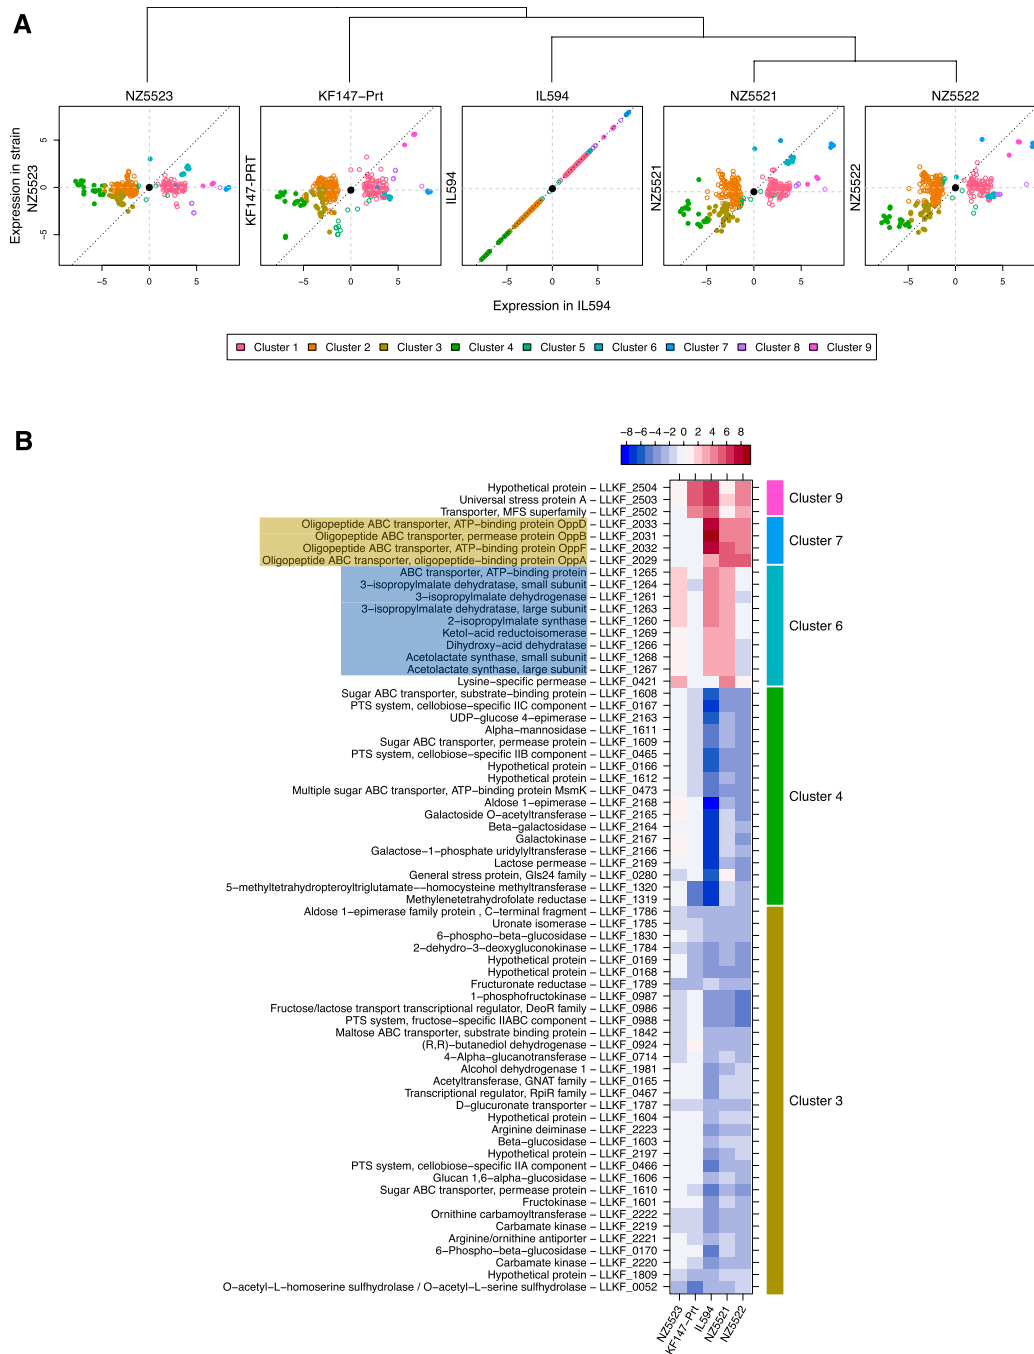 A
NZ5523
KF147−Prt
IL594
NZ5521
NZ5522
Expression in strain
NZ5523
KF147-PRT
IL594
NZ5521
NZ5522
5
0
−5
−5 0 5
−5 0 5
−5 0 5
−5 0 5
−5 0 5
Expression in IL594
Cluster 1 Cluster 2 Cluster 3 Cluster 4 Cluster 5 Cluster 6 Cluster 7 Cluster 8 Cluster 9
B
−8 −6 −4 −2 0 2 4 6 8
Hypothetical protein − LLKF_2504
Universal stress protein A − LLKF_2503
Transporter, MFS superfamily − LLKF_2502
Oligopeptide ABC transporter, ATP−binding protein OppD − LLKF_2033
Oligopeptide ABC transporter, permease protein OppB − LLKF_2031
Oligopeptide ABC transporter, ATP−binding protein OppF − LLKF_2032
Oligopeptide ABC transporter, oligopeptide−binding protein OppA − LLKF_2029
ABC transporter, ATP−binding protein − LLKF_1265
3−isopropylmalate dehydratase, small subunit − LLKF_1264
3−isopropylmalate dehydrogenase − LLKF_1261
3−isopropylmalate dehydratase, large subunit − LLKF_1263
2−isopropylmalate synthase − LLKF_1260
Ketol−acid reductoisomerase − LLKF_1269
Dihydroxy−acid dehydratase − LLKF_1266
Acetolactate synthase, small subunit − LLKF_1268
Acetolactate synthase, large subunit − LLKF_1267
Lysine−specific permease − LLKF_0421
Sugar ABC transporter, substrate−binding protein − LLKF_1608
PTS system, cellobiose−specific IIC component − LLKF_0167
UDP−glucose 4−epimerase − LLKF_2163
Alpha−mannosidase − LLKF_1611
Sugar ABC transporter, permease protein − LLKF_1609
PTS system, cellobiose−specific IIB component − LLKF_0465
Hypothetical protein − LLKF_0166
Hypothetical protein − LLKF_1612
Multiple sugar ABC transporter, ATP−binding protein MsmK − LLKF_0473
Aldose 1−epimerase − LLKF_2168
Galactoside O−acetyltransferase − LLKF_2165
Beta−galactosidase − LLKF_2164
Galactokinase − LLKF_2167
Galactose−1−phosphate uridylyltransferase − LLKF_2166
Lactose permease − LLKF_2169
General stress protein, Gls24 family − LLKF_0280
5−methyltetrahydropteroyltriglutamate−−homocysteine methyltransferase − LLKF_1320
Methylenetetrahydrofolate reductase − LLKF_1319
Aldose 1−epimerase family protein , C−terminal fragment − LLKF_1786
Uronate isomerase − LLKF_1785
6−phospho−beta−glucosidase − LLKF_1830
2−dehydro−3−deoxygluconokinase − LLKF_1784
Hypothetical protein − LLKF_0169
Hypothetical protein − LLKF_0168
Fructuronate reductase − LLKF_1789
1−phosphofructokinase − LLKF_0987
Fructose/lactose transport transcriptional regulator, DeoR family − LLKF_0986
PTS system, fructose−specific IIABC component − LLKF_0988
Maltose ABC transporter, substrate binding protein − LLKF_1842
(R,R)−butanediol dehydrogenase − LLKF_0924
4−Alpha−glucanotransferase − LLKF_0714
Alcohol dehydrogenase 1 − LLKF_1981
Acetyltransferase, GNAT family − LLKF_0165
Transcriptional regulator, RpiR family − LLKF_0467
D−glucuronate transporter − LLKF_1787
Hypothetical protein − LLKF_1604
Arginine deiminase − LLKF_2223
Beta−glucosidase − LLKF_1603
Hypothetical protein − LLKF_2197
PTS system, cellobiose−specific IIA component − LLKF_0466
Glucan 1,6−alpha−glucosidase − LLKF_1606
Sugar ABC transporter, permease protein − LLKF_1610
Fructokinase − LLKF_1601
Ornithine carbamoyltransferase − LLKF_2222
Carbamate kinase − LLKF_2219
Arginine/ornithine antiporter − LLKF_2221
6−Phospho−beta−glucosidase − LLKF_0170
Carbamate kinase − LLKF_2220
Hypothetical protein − LLKF_1809
O−acetyl−L−homoserine sulfhydrolase / O−acetyl−L−serine sulfhydrolase − LLKF_0052
Cluster 9
Cluster 7
Cluster 6
Cluster 4
Cluster 3
NZ5523
KF147−Prt
IL594
NZ5521
NZ5522